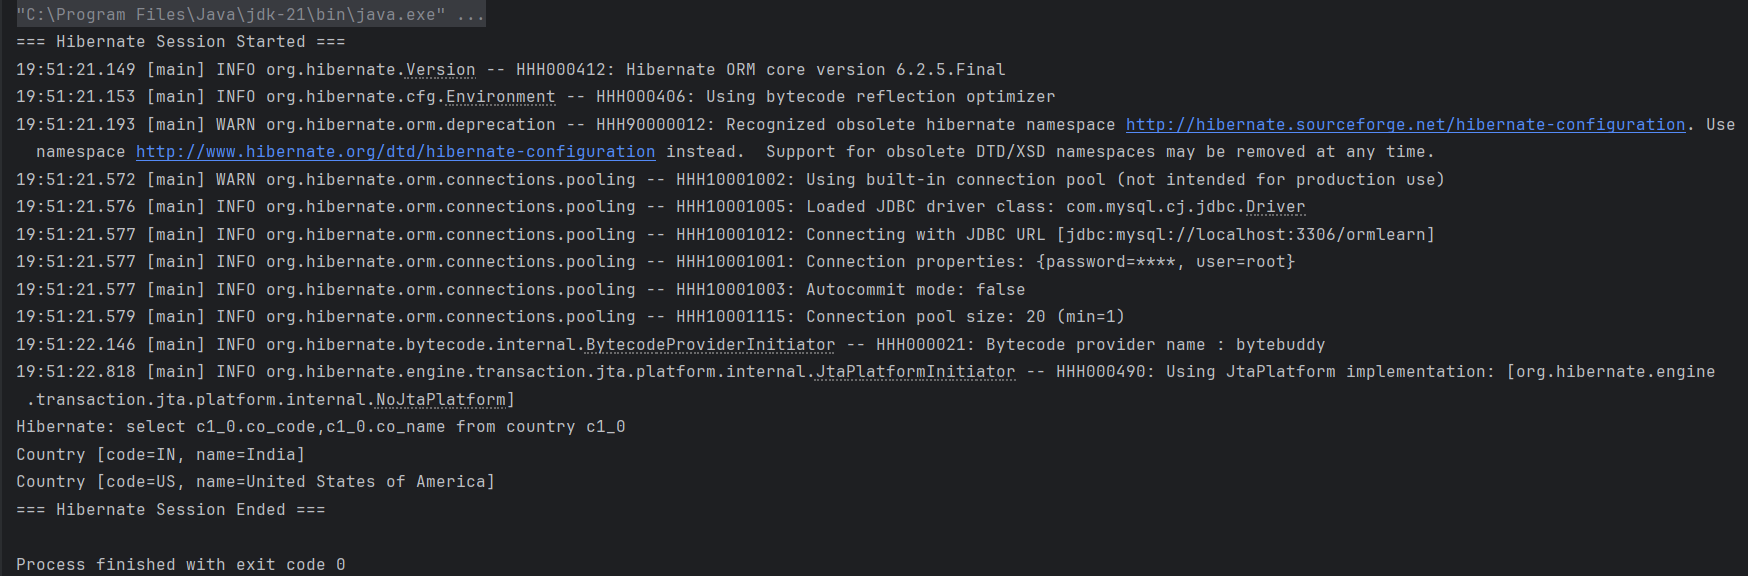 "C:\Program Files\Java\jdk-21\bin\java.exe" ...
=== Hibernate Session Started ===
19:51:21.149 [main] INFO org.hibernate.Version -- HHH000412: Hibernate ORM core version 6.2.5.Final
19:51:21.153 [main] INFO org.hibernate.cfg.Environment -- HHH000406: Using bytecode reflection optimizer
19:51:21.193 [main] WARN org.hibernate.orm.deprecation -- HHH90000012: Recognized obsolete hibernate namespace http://hibernate.sourceforge.net/hibernate-configuration. Use
namespace http://www.hibernate.org/dtd/hibernate-configuration instead.  Support for obsolete DTD/XSD namespaces may be removed at any time.
19:51:21.572 [main] WARN org.hibernate.orm.connections.pooling -- HHH10001002: Using built-in connection pool (not intended for production use)
19:51:21.576 [main] INFO org.hibernate.orm.connections.pooling -- HHH10001005: Loaded JDBC driver class: com.mysql.cj.jdbc.Driver
19:51:21.577 [main] INFO org.hibernate.orm.connections.pooling -- HHH10001012: Connecting with JDBC URL [jdbc:mysql://localhost:3306/ormlearn]
19:51:21.577 [main] INFO org.hibernate.orm.connections.pooling -- HHH10001001: Connection properties: {password=****, user=root}
19:51:21.577 [main] INFO org.hibernate.orm.connections.pooling -- HHH10001003: Autocommit mode: false
19:51:21.579 [main] INFO org.hibernate.orm.connections.pooling -- HHH10001115: Connection pool size: 20 (min=1)
19:51:22.146 [main] INFO org.hibernate.bytecode.internal.BytecodeProviderInitiator -- HHH000021: Bytecode provider name : bytebuddy
19:51:22.818 [main] INFO org.hibernate.engine.transaction.jta.platform.internal.JtaPlatformInitiator -- HHH000490: Using JtaPlatform implementation: [org.hibernate.engine
.transaction.jta.platform.internal.NoJtaPlatform]
Hibernate: select c1_0.co_code,c1_0.co_name from country c1_0
Country [code=IN, name=India]
Country [code=US, name=United States of America]
=== Hibernate Session Ended ===
Process finished with exit code 0